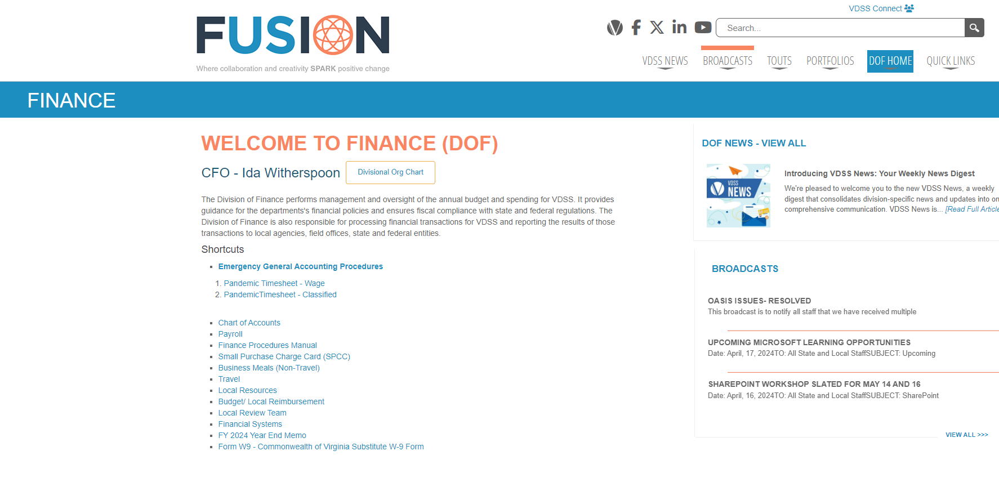 VDSS Connect
FUSION
Where collaboration and creativity SPARK positive change
Search...
VDSS NEWS
BROADCASTS
TOUTS
PORTFOLIOS
DOF HOME
QUICK LINKS
FINANCE
WELCOME TO FINANCE (DOF)
CFO - Ida Witherspoon
Divisional Org Chart
The Division of Finance performs management and oversight of the annual budget and spending for VDSS. It provides
guidance for the departments's financial policies and ensures fiscal compliance with state and federal regulations. The
Division of Finance is also responsible for processing financial transactions for VDSS and reporting the results of those
transactions to local agencies, field offices, state and federal entities.
Shortcuts
Emergency General Accounting Procedures
1. Pandemic Timesheet - Wage
2. PandemicTimesheet - Classified
Chart of Accounts
Payroll
Finance Procedures Manual
Small Purchase Charge Card (SPCC)
Business Meals (Non-Travel)
Travel
Local Resources
Budget/ Local Reimbursement
Local Review Team
Financial Systems
FY 2024 Year End Memo
Form W9 - Commonwealth of Virginia Substitute W-9 Form
DOF NEWS - VIEW ALL
VDSS
NEWS
Introducing VDSS News: Your Weekly News Digest
We're pleased to welcome you to the new VDSS News, a weekly
digest that consolidates division-specific news and updates into on
comprehensive communication. VDSS News is... [Read Full Article
BROADCASTS
OASIS ISSUES- RESOLVED
This broadcast is to notify all staff that we have received multiple
UPCOMING MICROSOFT LEARNING OPPORTUNITIES
Date: April, 17, 2024TO: All State and Local StaffSUBJECT: Upcoming
SHAREPOINT WORKSHOP SLATED FOR MAY 14 AND 16
Date: April, 16, 2024TO: All State and Local StaffSUBJECT: SharePoint
VIEW ALL >>>